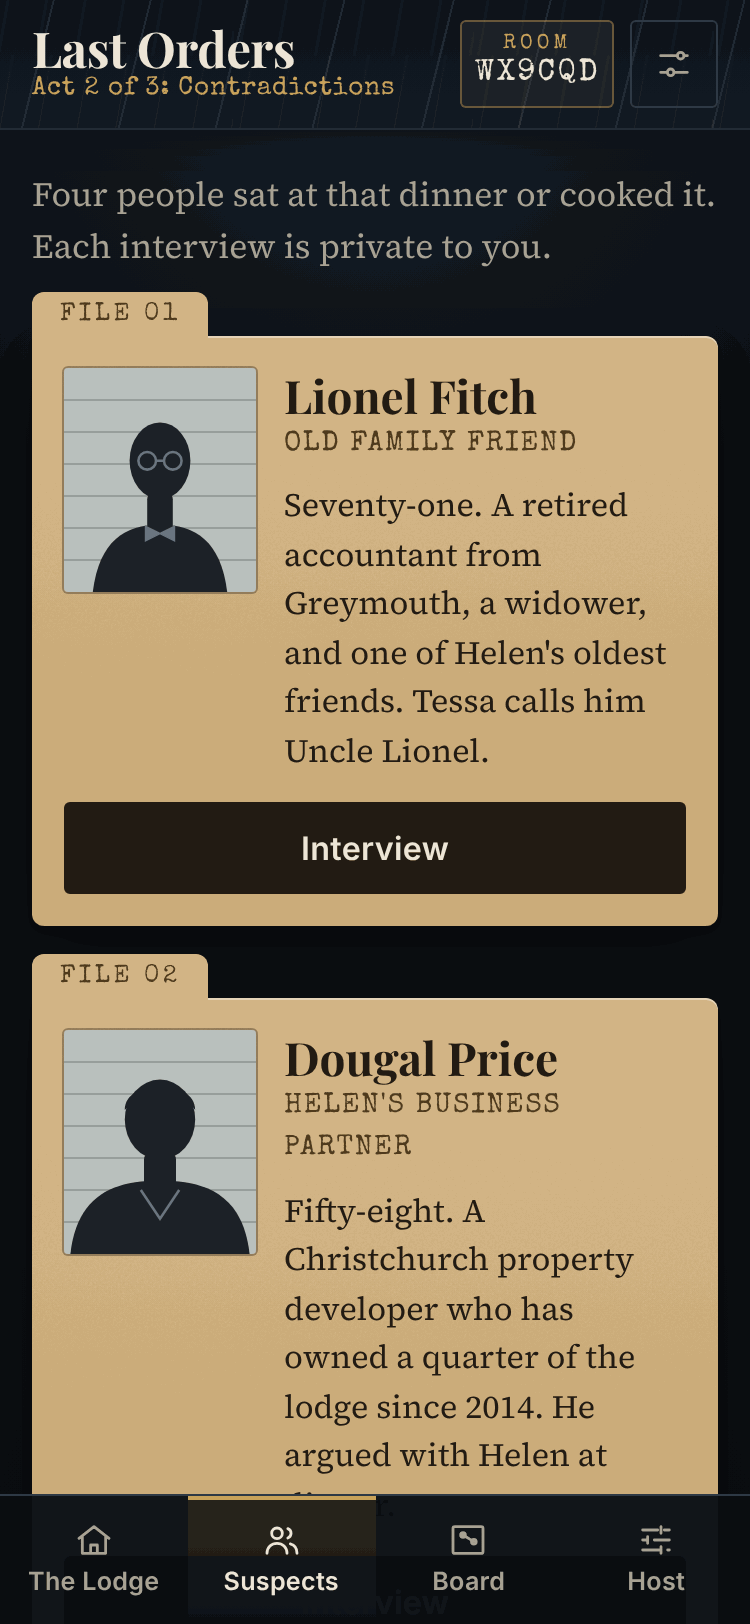 Last Orders
Act 2 of 3: Contradictions
ROOM
WX9CQD
Four people sat at that dinner or cooked it.
Each interview is private to you.
FILE 01
Lionel Fitch
OLD FAMILY FRIEND
Seventy-one. A retired
accountant from
Greymouth, a widower,
and one of Helen's oldest
friends. Tessa calls him
Uncle Lionel.
Interview
FILE 02
Dougal Price
HELEN'S BUSINESS
PARTNER
Fifty-eight. A
Christchurch property
developer who has
owned a quarter of the
lodge since 2014. He
argued with Helen at
The Lodge
Suspects
Board
Host